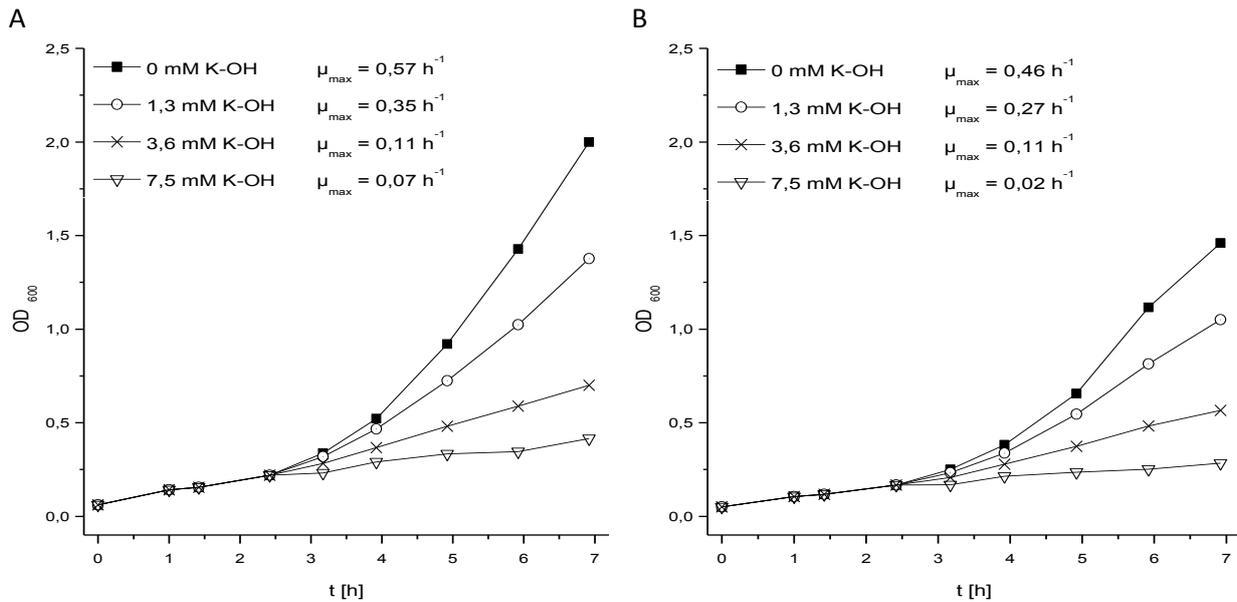 A
2,5
2,0
1,5
1,0
0,5
0,0
OD 600
0 mM K-OH μmax = 0,57 h-1
1,3 mM K-OH μmax = 0,35 h-1
3,6 mM K-OH μmax = 0,11 h-1
7,5 mM K-OH μmax = 0,07 h-1
0 1 2 3 4 5 6 7
t [h]
B
2,5
2,0
1,5
1,0
0,5
0,0
OD 600
0 mM K-OH μmax = 0,46 h-1
1,3 mM K-OH μmax = 0,27 h-1
3,6 mM K-OH μmax = 0,11 h-1
7,5 mM K-OH μmax = 0,02 h-1
0 1 2 3 4 5 6 7
t [h]